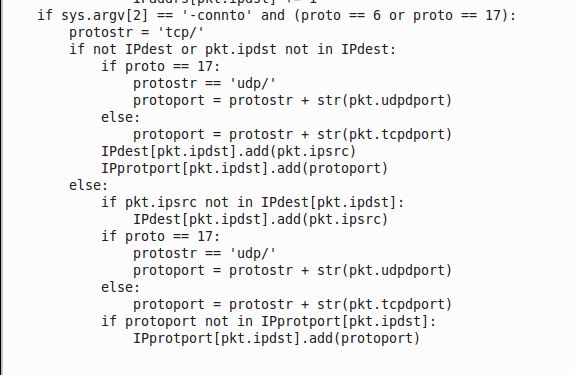 if sys.argv[2] == '-connto' and (proto == 6 or proto == 17):
protostr = 'tcp/'
if not IPdest or pkt.ipdst not in IPdest:
if proto == 17:
protostr == 'udp/'
protoport = protostr + str(pkt.udpdport)
else:
protoport = protostr + str(pkt.tcpdport)
IPdest[pkt.ipdst].add(pkt.ipsrc)
IPprotport[pkt.ipdst].add(protoport)
else:
if pkt.ipsrc not in IPdest[pkt.ipdst]:
IPdest[pkt.ipdst].add(pkt.ipsrc)
if proto == 17:
protostr == 'udp/'
protoport = protostr + str(pkt.udpdport)
else:
protoport = protostr + str(pkt.tcpdport)
if protoport not in IPprotport[pkt.ipdst]:
IPprotport[pkt.ipdst].add(protoport)